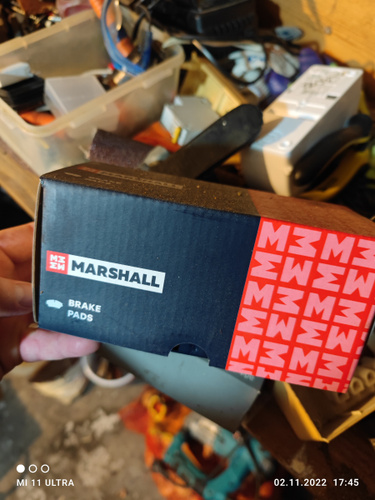 MARSHALL
BRAKE
PADS
MI 11 ULTRA
02.11.2022 17:45